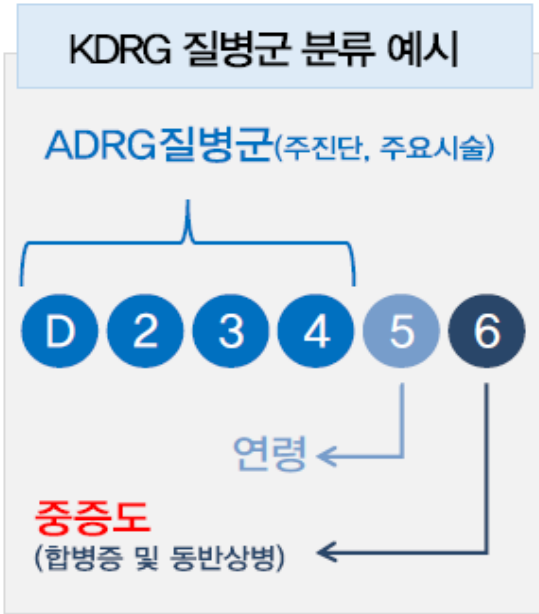 KDRG 질병군 분류 예시
ADRG질병군(주진단, 주요시술)
D 2 3 4 5 6
연령
중증도
(합병증 및 동반상병)